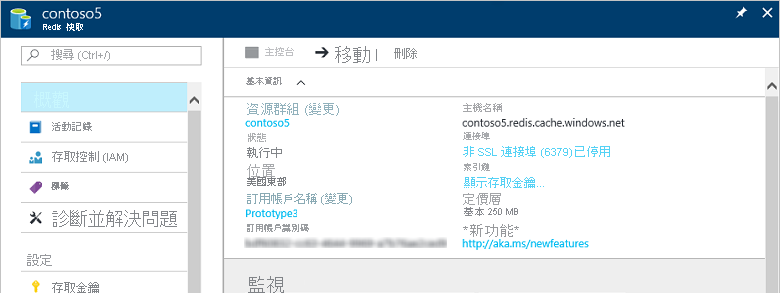 contoso5
Redis 快取
搜尋 (Ctrl+/)
概觀
活動記錄
存取控制 (IAM)
標籤
診斷並解決問題
設定
存取金鑰
主控台
移動
刪除
基本資訊
資源群組 (變更)
contoso5
狀態
執行中
位置
美國東部
訂用帳戶名稱 (變更)
Prototype3
訂用帳戶識別碼
主機名稱
contoso5.redis.cache.windows.net
連接埠
非 SSL 連接埠 (6379) 已停用
索引鍵
顯示存取金鑰...
定價層
基本 250 MB
*新功能*
http://aka.ms/newfeatures
監視